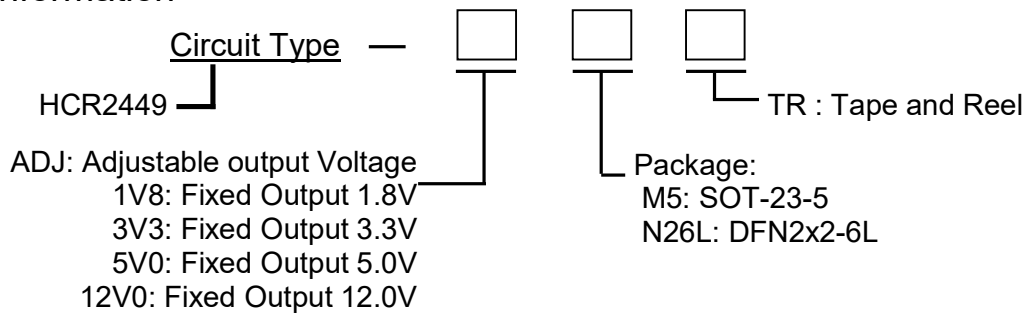 Circuit Type —
HCR2449
TR : Tape and Reel
ADJ: Adjustable output Voltage
1V8: Fixed Output 1.8V
3V3: Fixed Output 3.3V
5V0: Fixed Output 5.0V
12V0: Fixed Output 12.0V
Package:
M5: SOT-23-5
N26L: DFN2x2-6L